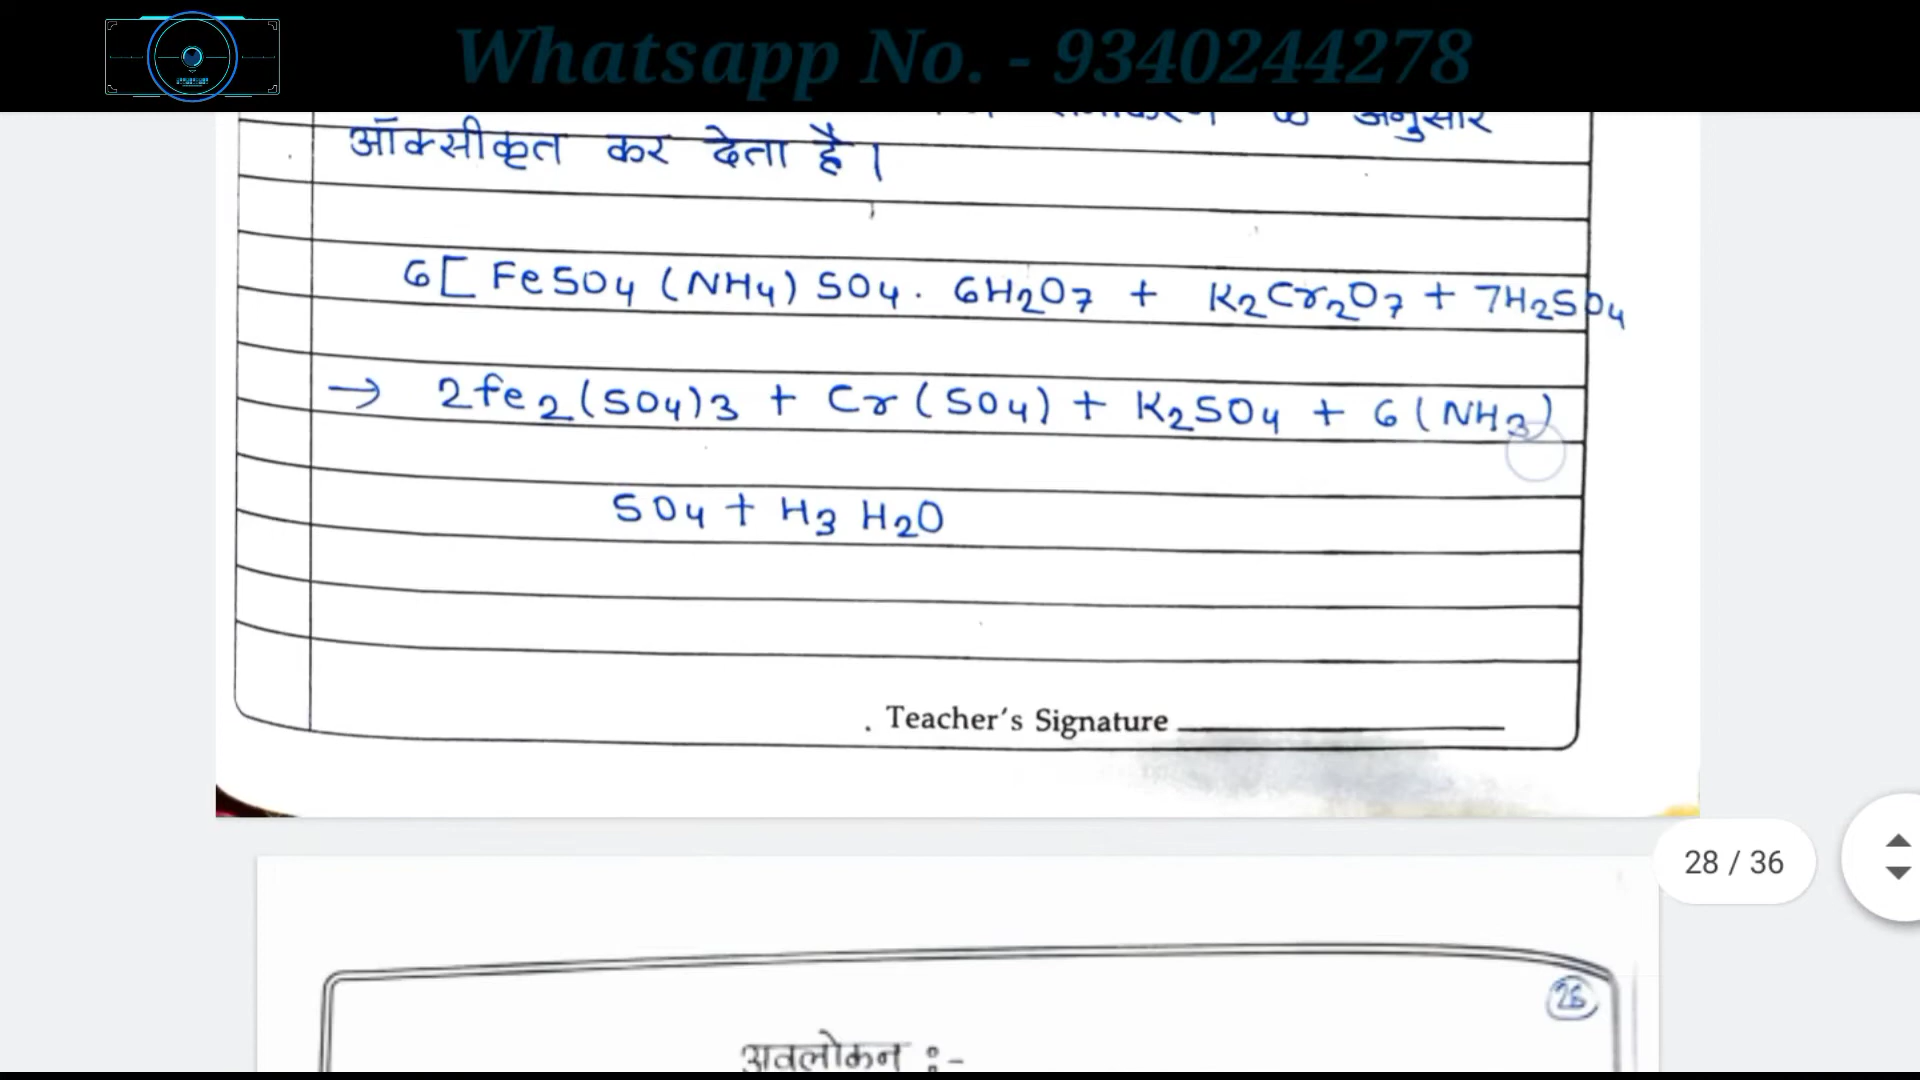 Whatsapp No. - 9340244278
के अनुसार
ऑक्सीकृत कर देता है।
6[ FeSO4 (NH4) SO4. 6H2O7 + K2Cr2O7 + 7H2SO4
→ 2fe2(SO4)3 + Cr(SO4) + K2SO4 + 6(NH3)
SO4 + H3 H2O
. Teacher's Signature
28 / 36
26
अवलोकन :-